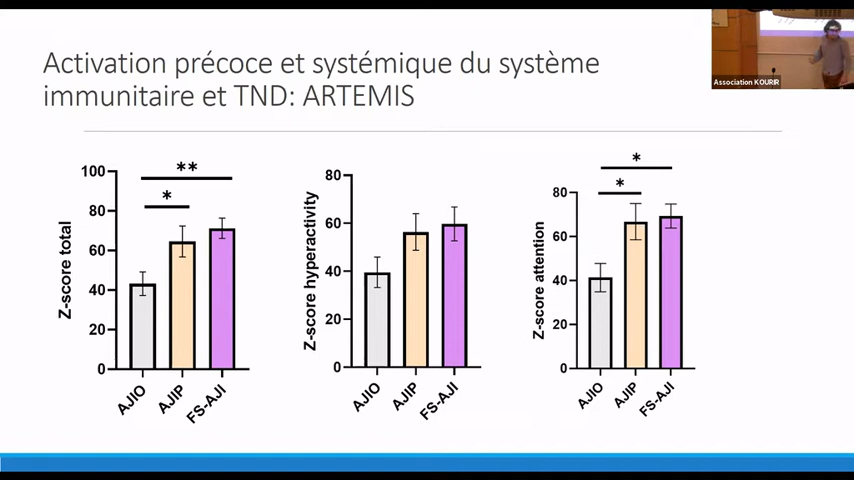 Activation précoce et systémique du système
immunitaire et TND: ARTEMIS
Association KOURIR
Z-score total
100
80
60
40
20
0
**
*
AJIO
AJIP
FS-AJI
Z-score hyperactivity
80
60
40
20
0
AJIO
AJIP
FS-AJI
Z-score attention
80
60
40
20
0
*
*
AJIO
AJIP
FS-AJI